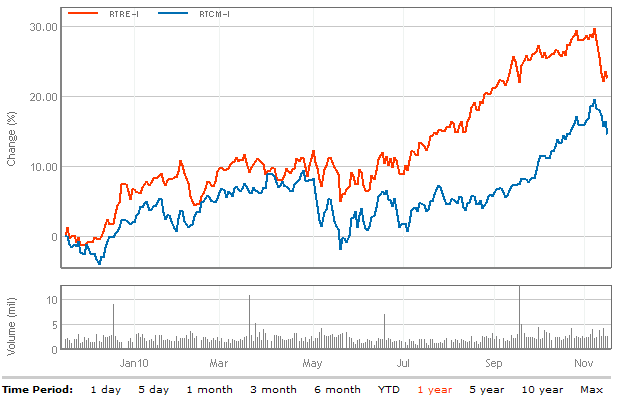 RTRE-I RTCM-I
30.00
20.00
10.00
0
Change (%)
10
5
0
Volume (mil)
Jan10 Mar May Jul Sep Nov
Time Period: 1 day 5 day 1 month 3 month 6 month YTD 1 year 5 year 10 year Max